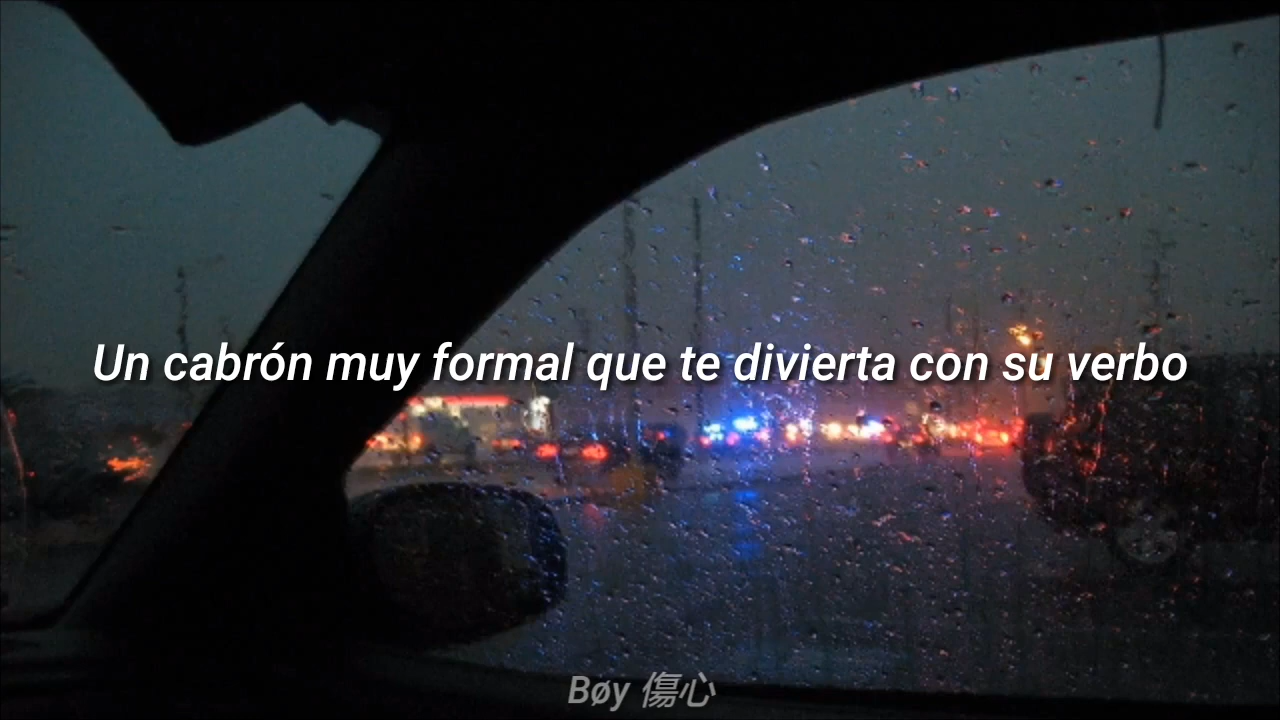 Un cabrón muy formal que te divierta con su verbo
Bøy 傷心